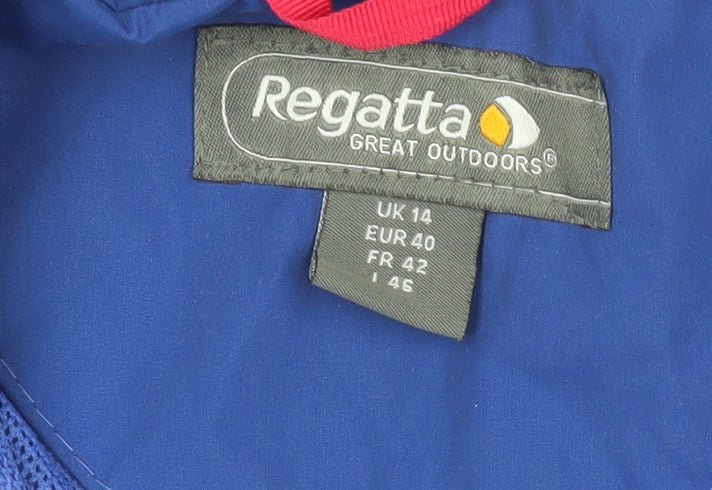 Regatta
GREAT OUTDOORS®
UK 14
EUR 40
FR 42
I 46